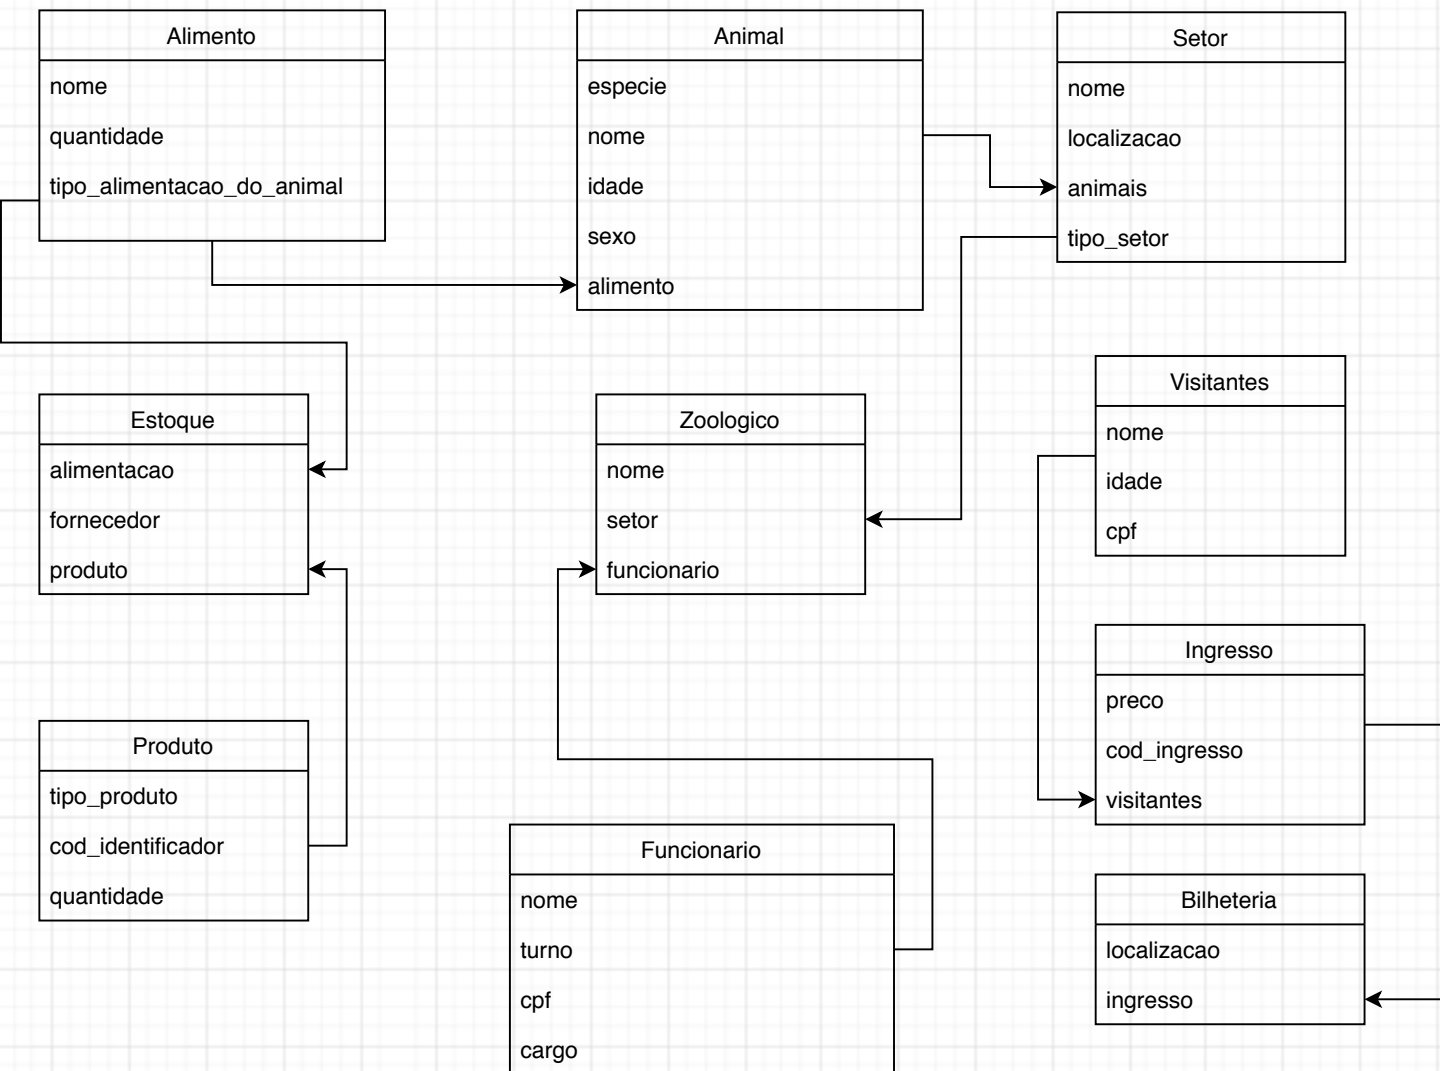 Alimento
nome
quantidade
tipo_alimentacao_do_animal
Animal
especie
nome
idade
sexo
alimento
Setor
nome
localizacao
animais
tipo_setor
Estoque
alimentacao
fornecedor
produto
Zoologico
nome
setor
funcionario
Visitantes
nome
idade
cpf
Ingresso
preco
cod_ingresso
visitantes
Produto
tipo_produto
cod_identificador
quantidade
Funcionario
nome
turno
cpf
cargo
Bilheteria
localizacao
ingresso